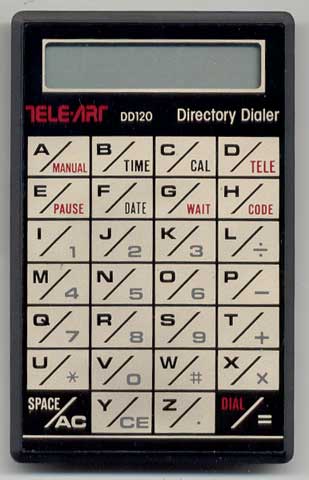 TELE-ART DD120 Directory Dialer
A/MANUAL B/TIME C/CAL D/TELE
E/PAUSE F/DATE G/WAIT H/CODE
I/1 J/2 K/3 L/÷
M/4 N/5 O/6 P/−
Q/7 R/8 S/9 T/+
U/* V/0 W/# X/×
SPACE/AC Y/CE Z/. DIAL/=